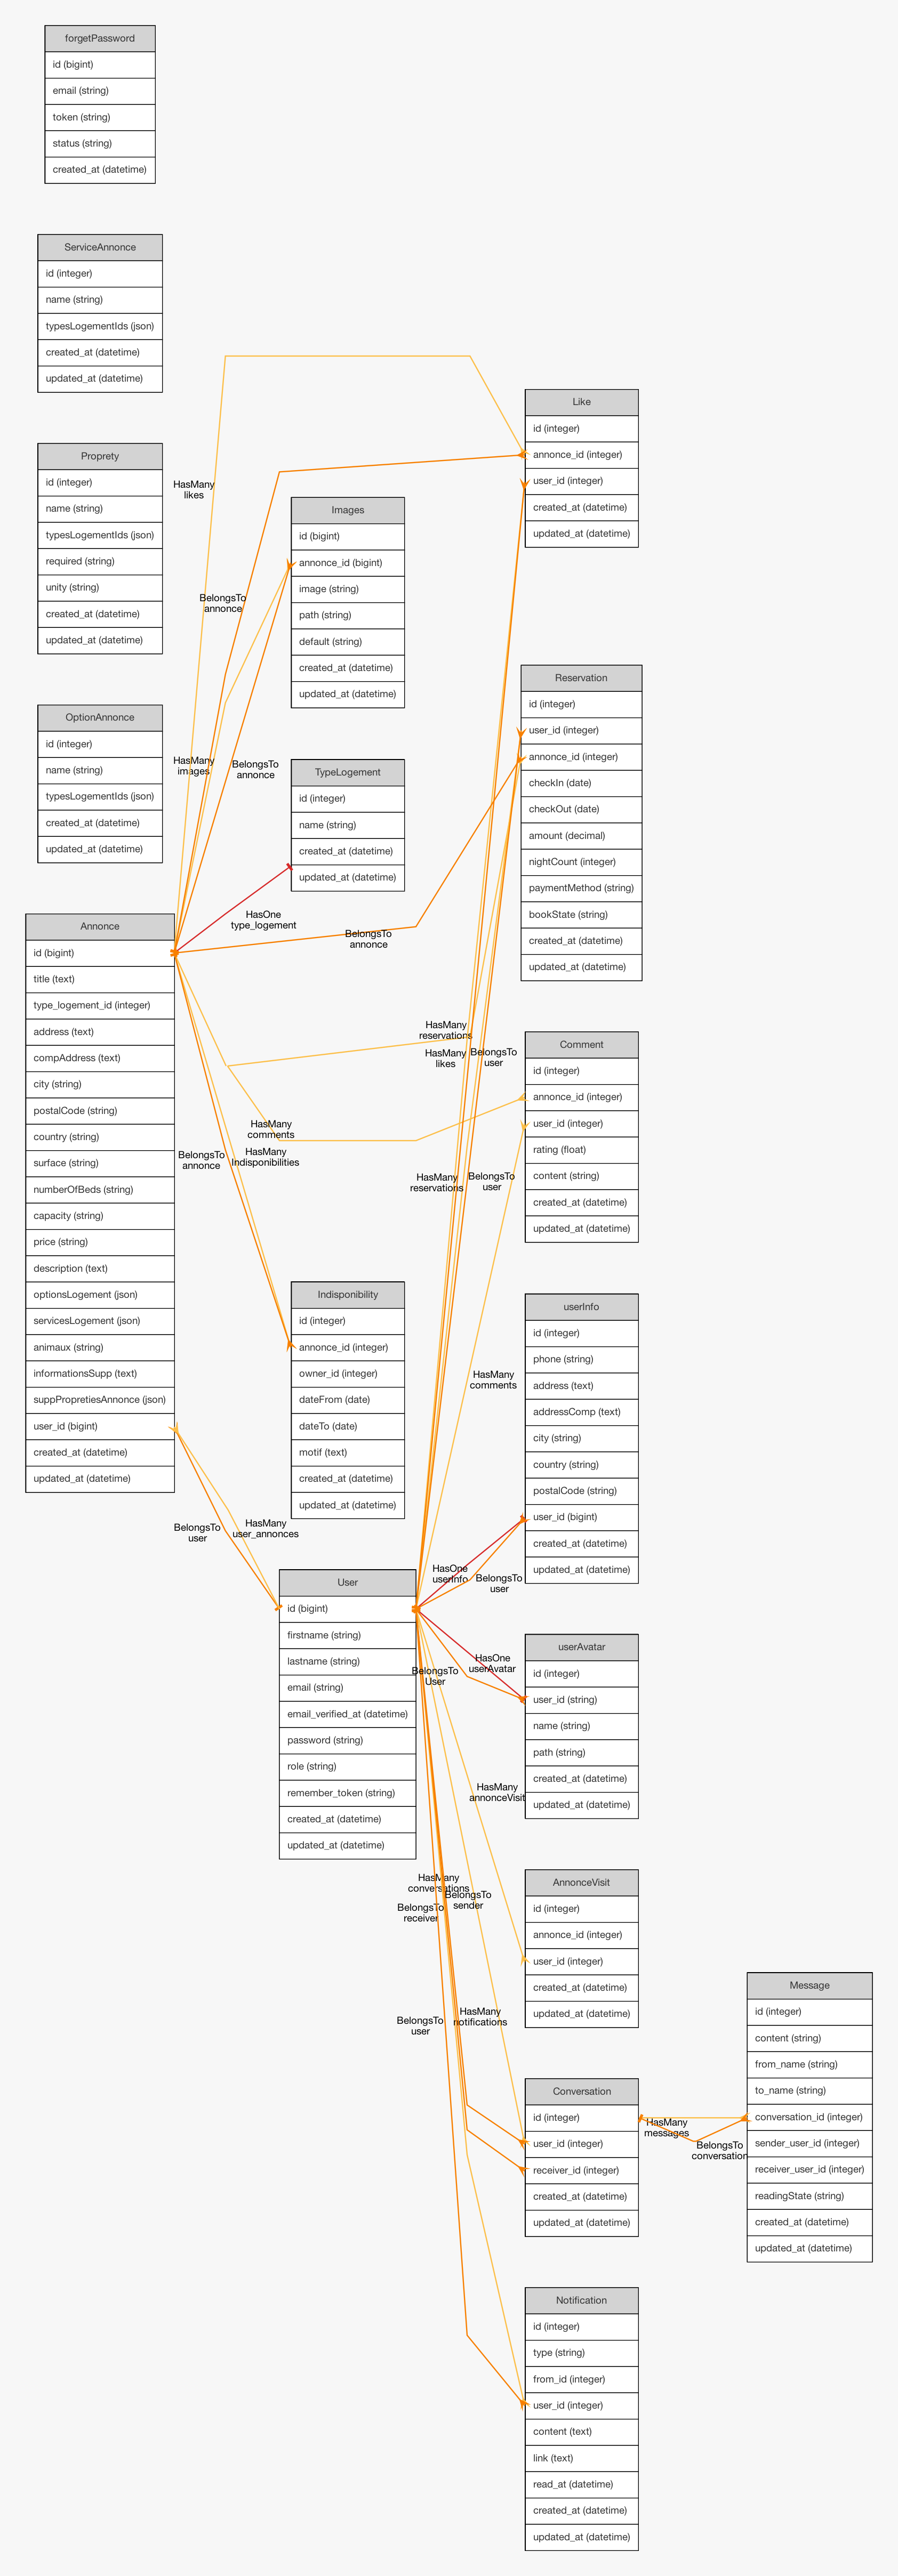 forgetPassword
id (bigint)
email (string)
token (string)
status (string)
created_at (datetime)
ServiceAnnonce
id (integer)
name (string)
typesLogementIds (json)
created_at (datetime)
updated_at (datetime)
Proprety
id (integer)
name (string)
typesLogementIds (json)
required (string)
unity (string)
created_at (datetime)
updated_at (datetime)
OptionAnnonce
id (integer)
name (string)
typesLogementIds (json)
created_at (datetime)
updated_at (datetime)
Annonce
id (bigint)
title (text)
type_logement_id (integer)
address (text)
compAddress (text)
city (string)
postalCode (string)
country (string)
surface (string)
numberOfBeds (string)
capacity (string)
price (string)
description (text)
optionsLogement (json)
servicesLogement (json)
animaux (string)
informationsSupp (text)
suppPropretiesAnnonce (json)
user_id (bigint)
created_at (datetime)
updated_at (datetime)
HasMany
likes
BelongsTo
annonce
HasMany
images
BelongsTo
annonce
HasOne
type_logement
BelongsTo
annonce
HasMany
reservations
HasMany
likes
BelongsTo
user
HasMany
comments
HasMany
Indisponibilities
BelongsTo
annonce
HasMany
reservations
BelongsTo
user
HasMany
comments
BelongsTo
user
HasMany
user_annonces
Images
id (bigint)
annonce_id (bigint)
image (string)
path (string)
default (string)
created_at (datetime)
updated_at (datetime)
TypeLogement
id (integer)
name (string)
created_at (datetime)
updated_at (datetime)
Indisponibility
id (integer)
annonce_id (integer)
owner_id (integer)
dateFrom (date)
dateTo (date)
motif (text)
created_at (datetime)
updated_at (datetime)
User
id (bigint)
firstname (string)
lastname (string)
email (string)
email_verified_at (datetime)
password (string)
role (string)
remember_token (string)
created_at (datetime)
updated_at (datetime)
HasOne
userInfo
BelongsTo
user
HasOne
userAvatar
BelongsTo
User
HasMany
annonceVisit
HasMany
conversations
BelongsTo
sender
BelongsTo
receiver
HasMany
notifications
BelongsTo
user
Like
id (integer)
annonce_id (integer)
user_id (integer)
created_at (datetime)
updated_at (datetime)
Reservation
id (integer)
user_id (integer)
annonce_id (integer)
checkIn (date)
checkOut (date)
amount (decimal)
nightCount (integer)
paymentMethod (string)
bookState (string)
created_at (datetime)
updated_at (datetime)
Comment
id (integer)
annonce_id (integer)
user_id (integer)
rating (float)
content (string)
created_at (datetime)
updated_at (datetime)
userInfo
id (integer)
phone (string)
address (text)
addressComp (text)
city (string)
country (string)
postalCode (string)
user_id (bigint)
created_at (datetime)
updated_at (datetime)
userAvatar
id (integer)
user_id (string)
name (string)
path (string)
created_at (datetime)
updated_at (datetime)
AnnonceVisit
id (integer)
annonce_id (integer)
user_id (integer)
created_at (datetime)
updated_at (datetime)
Conversation
id (integer)
user_id (integer)
receiver_id (integer)
created_at (datetime)
updated_at (datetime)
HasMany
messages
BelongsTo
conversation
Message
id (integer)
content (string)
from_name (string)
to_name (string)
conversation_id (integer)
sender_user_id (integer)
receiver_user_id (integer)
readingState (string)
created_at (datetime)
updated_at (datetime)
Notification
id (integer)
type (string)
from_id (integer)
user_id (integer)
content (text)
link (text)
read_at (datetime)
created_at (datetime)
updated_at (datetime)